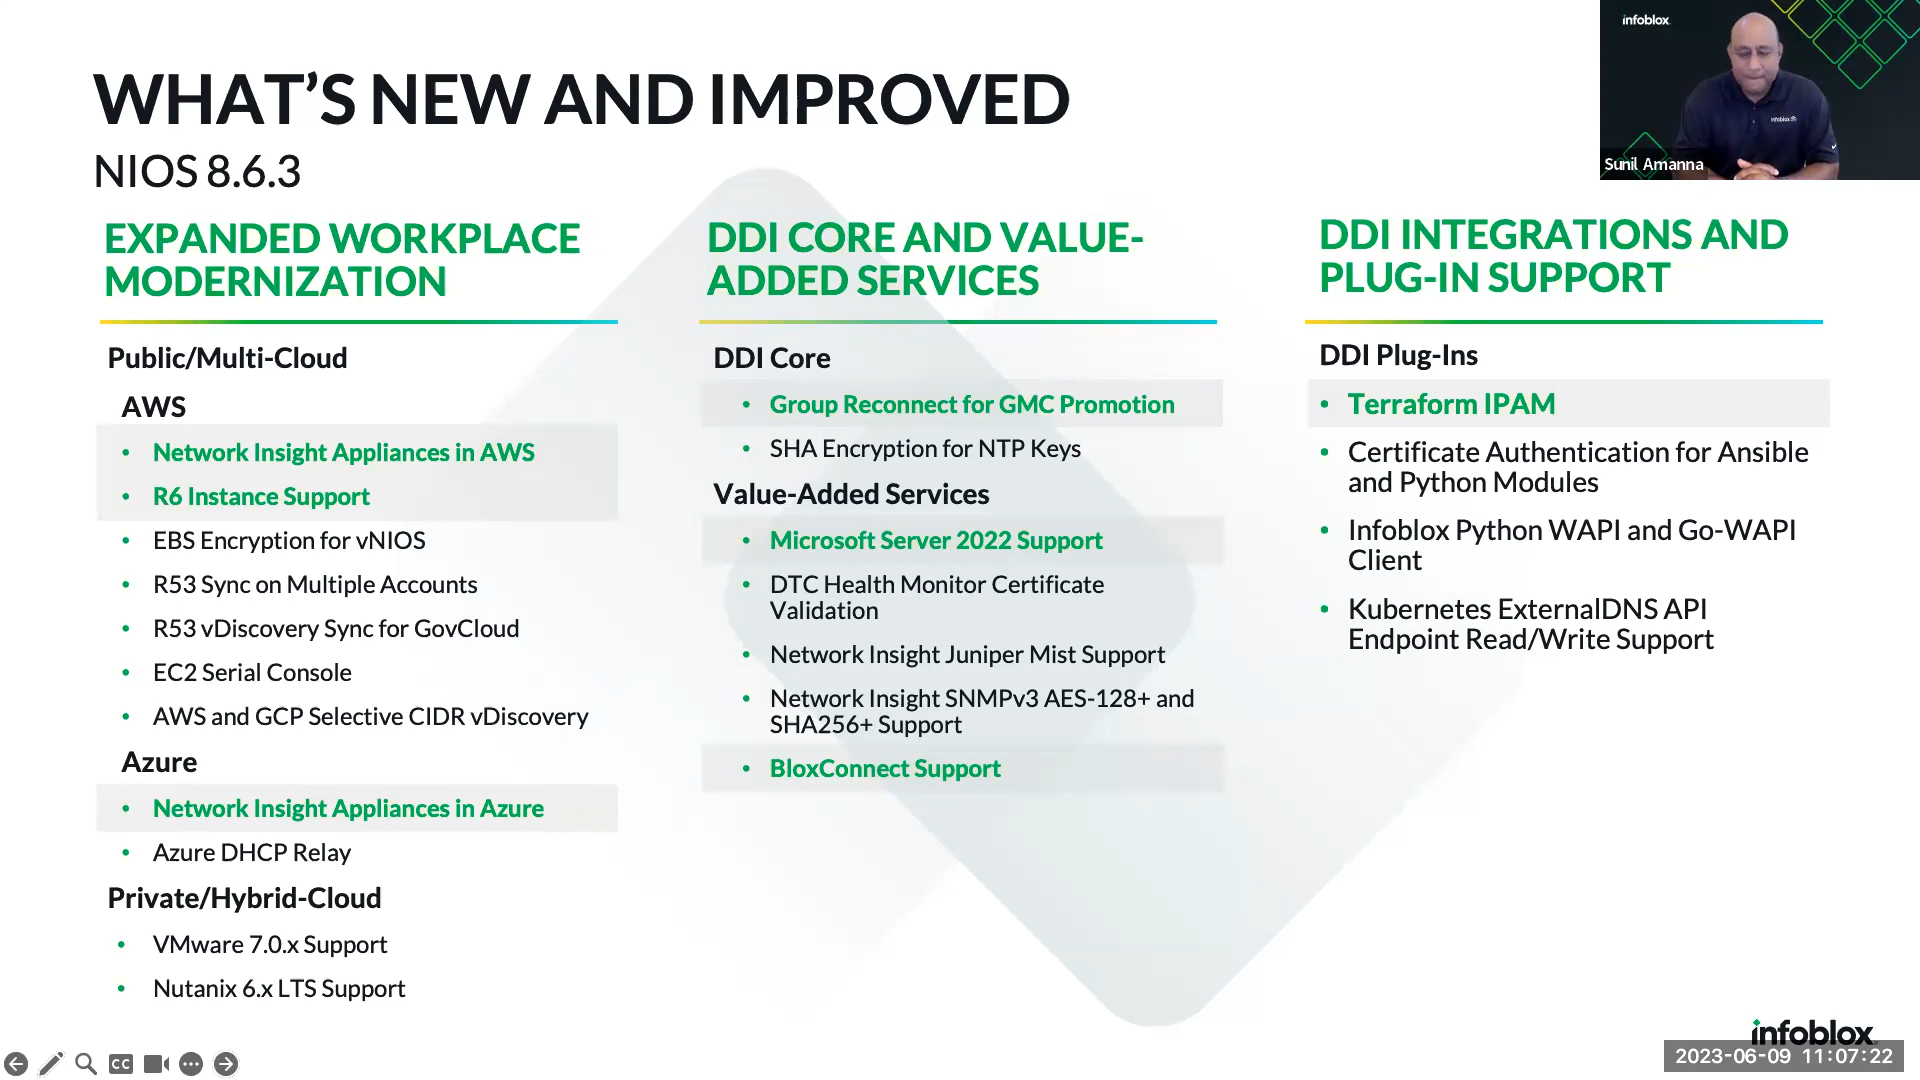 WHAT'S NEW AND IMPROVED
NIOS 8.6.3
infoblox
infoblox
Sunil Amanna
EXPANDED WORKPLACE
MODERNIZATION
Public/Multi-Cloud
AWS
• Network Insight Appliances in AWS
• R6 Instance Support
• EBS Encryption for vNIOS
• R53 Sync on Multiple Accounts
• R53 vDiscovery Sync for GovCloud
• EC2 Serial Console
• AWS and GCP Selective CIDR vDiscovery
Azure
• Network Insight Appliances in Azure
• Azure DHCP Relay
Private/Hybrid-Cloud
• VMware 7.0.x Support
• Nutanix 6.x LTS Support
DDI CORE AND VALUE-
ADDED SERVICES
DDI Core
• Group Reconnect for GMC Promotion
• SHA Encryption for NTP Keys
Value-Added Services
• Microsoft Server 2022 Support
• DTC Health Monitor Certificate
Validation
• Network Insight Juniper Mist Support
• Network Insight SNMPv3 AES-128+ and
SHA256+ Support
• BloxConnect Support
DDI INTEGRATIONS AND
PLUG-IN SUPPORT
DDI Plug-Ins
• Terraform IPAM
• Certificate Authentication for Ansible
and Python Modules
• Infoblox Python WAPI and Go-WAPI
Client
• Kubernetes ExternalDNS API
Endpoint Read/Write Support
CC
infoblox
2023-06-09 11:07:22